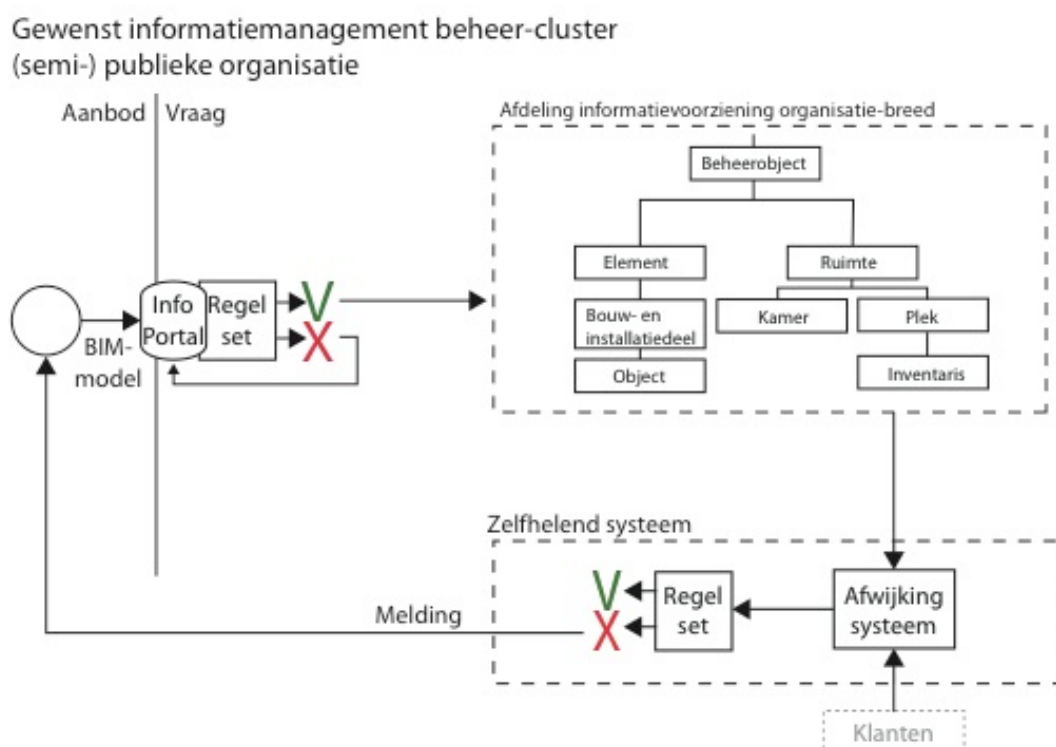 Gewenst informatiemanagement beheer-cluster
(semi-) publieke organisatie
Aanbod
Vraag
Afdeling informatievoorziening organisatie-breed
Beheerobject
Element
Ruimte
Bouw- en
installatiedeel
Kamer
Plek
Object
Inventaris
Info
Portal
Regel
set
V
X
BIM-
model
Zelfhelend systeem
Melding
V
X
Regel
set
Afwijking
systeem
Klanten